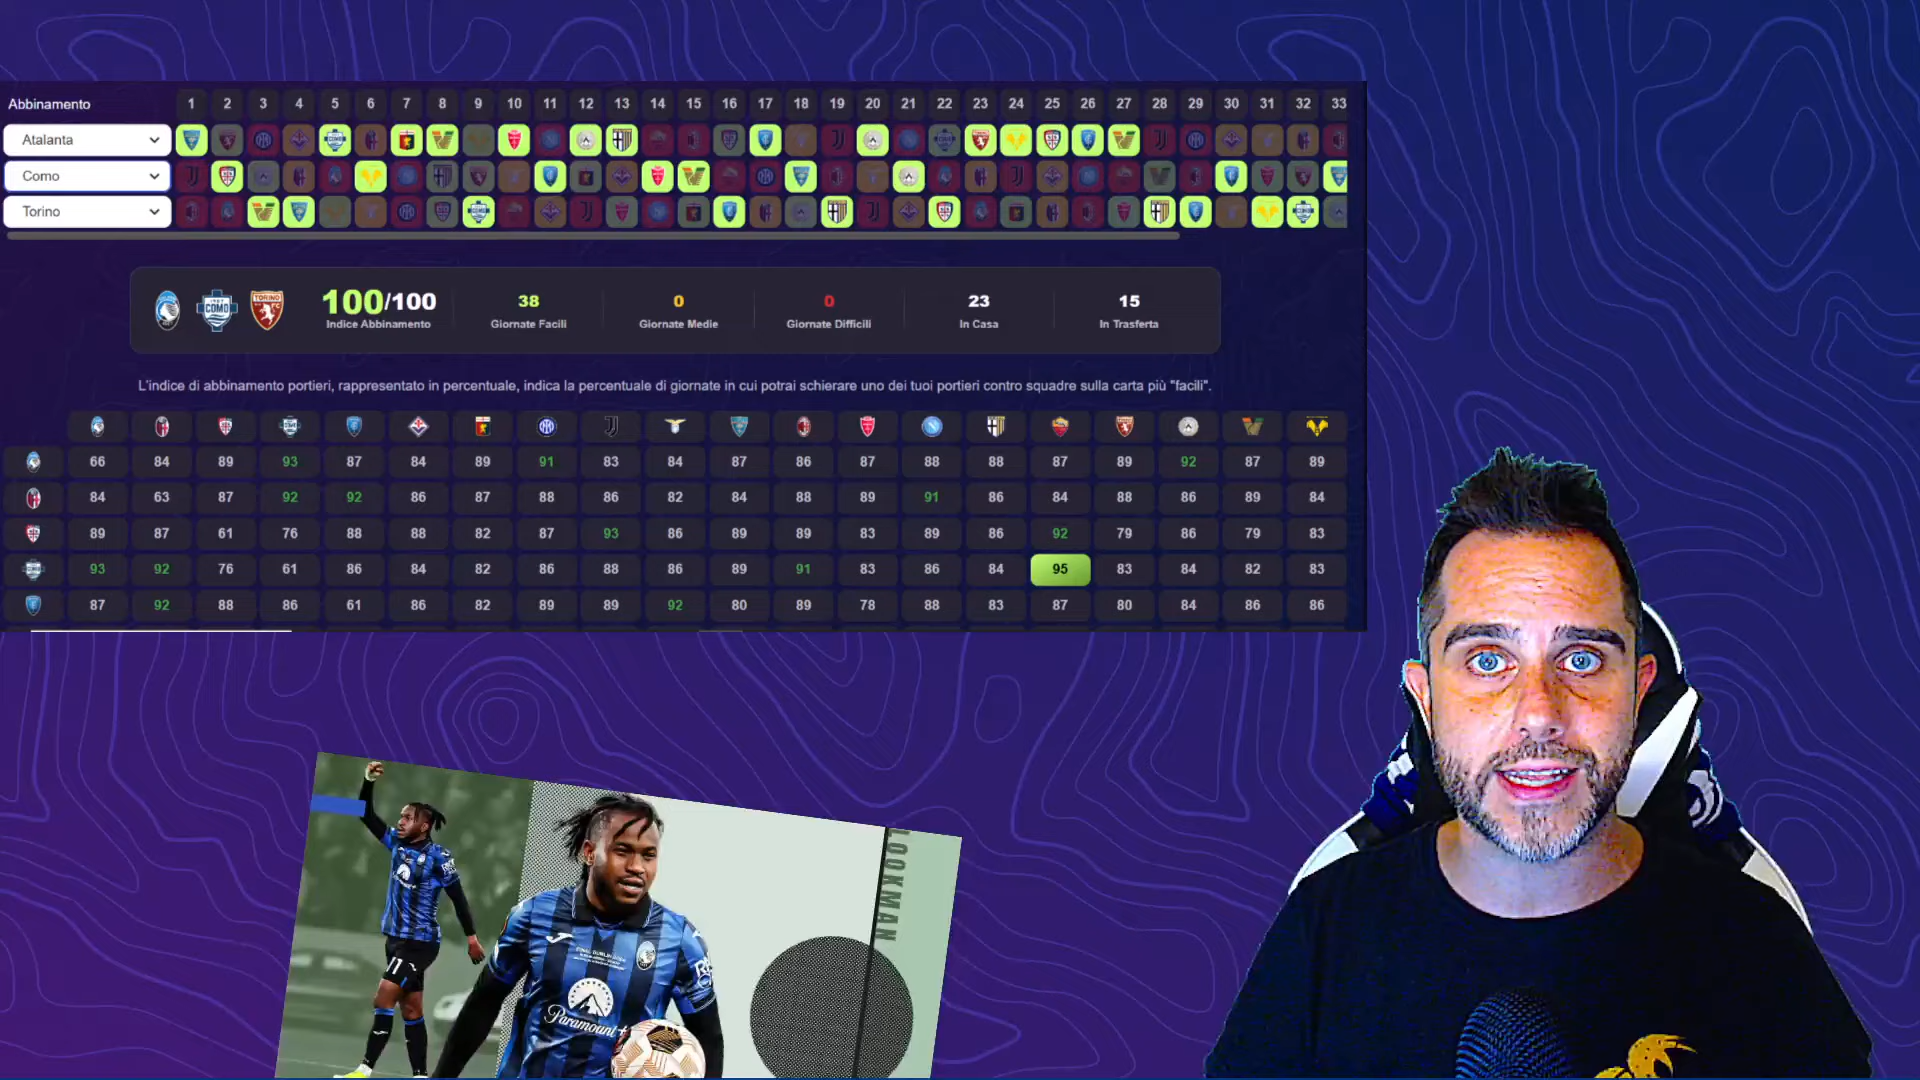 Abbinamento 1 2 3 4 5 6 7 8 9 10 11 12 13 14 15 16 17 18 19 20 21 22 23 24 25 26 27 28 29 30 31 32 33
Atalanta
Como
Torino
100/100 38 0 0 23 15
Indice Abbinamento Giornate Facili Giornate Medie Giornate Difficili In Casa In Trasferta
L'indice di abbinamento portieri, rappresentato in percentuale, indica la percentuale di giornate in cui potrai schierare uno dei tuoi portieri contro squadre sulla carta più "facili".
66 84 89 93 87 84 89 91 83 84 87 86 87 88 88 87 89 92 87 89
84 63 87 92 92 86 87 88 86 82 84 88 89 91 86 84 88 86 89 84
89 87 61 76 88 88 82 87 93 86 89 89 83 89 86 92 79 86 79 83
93 92 76 61 86 84 82 86 88 86 89 91 83 86 84 95 83 84 82 83
87 92 88 86 61 86 82 89 89 92 80 89 78 88 83 87 80 84 86 86
LOOKMAN
Paramount+
11